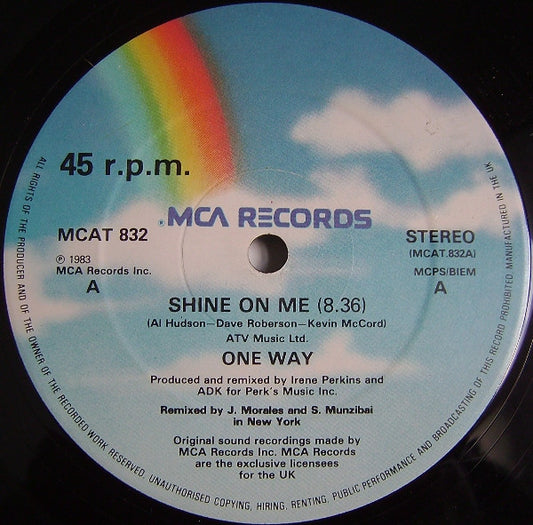 45 r.p.m.
® MCA RECORDS
MCAT 832
STEREO
(MCAT.832A)
℗ 1983
MCA Records Inc.
MCPS/BIEM
A
A
SHINE ON ME (8.36)
(Al Hudson—Dave Roberson—Kevin McCord)
ATV Music Ltd.
ONE WAY
Produced and remixed by Irene Perkins and
ADK for Perk's Music Inc.
Remixed by J. Morales and S. Munzibai
in New York
Original sound recordings made by
MCA Records Inc. MCA Records
are the exclusive licensees
for the UK
ALL RIGHTS OF THE PRODUCER AND OF THE OWNER OF THE RECORDED WORK RESERVED. UNAUTHORISED COPYING, HIRING, RENTING, PUBLIC PERFORMANCE AND BROADCASTING OF THIS RECORD PROHIBITED. MANUFACTURED IN THE UK.